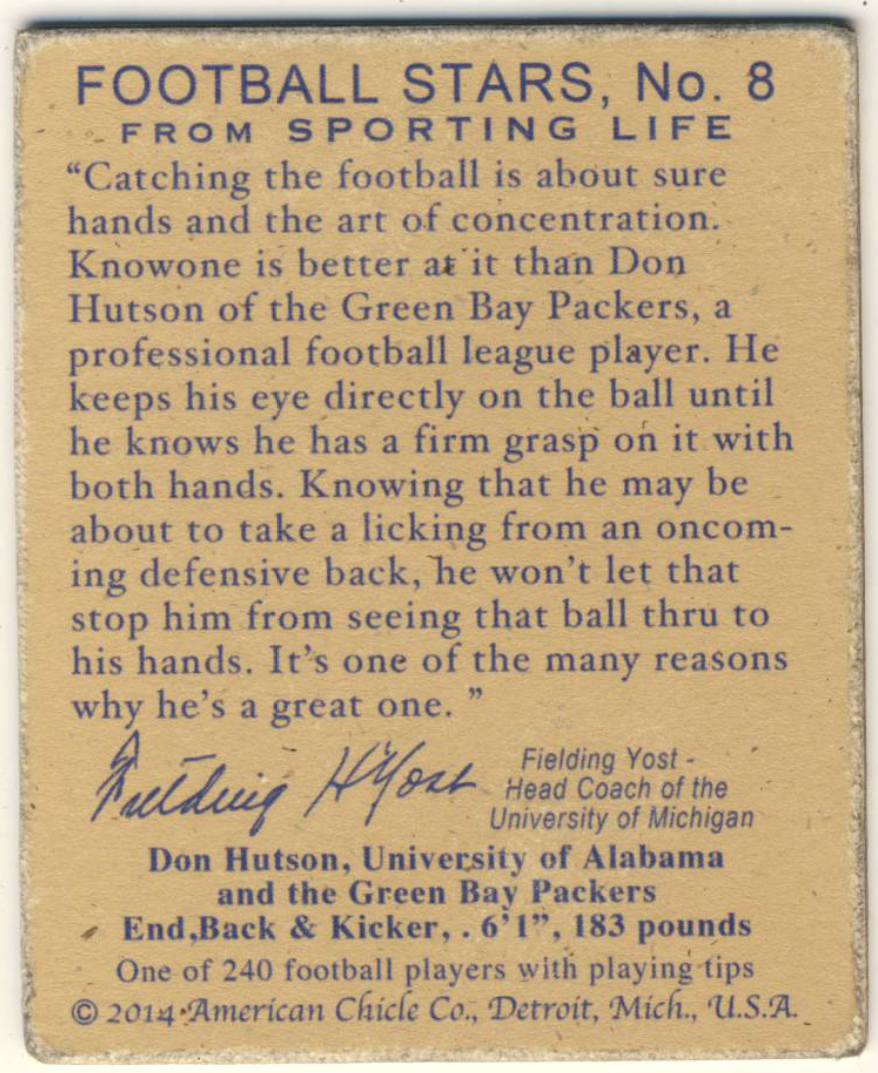 FOOTBALL STARS, No. 8
FROM SPORTING LIFE
“Catching the football is about sure
hands and the art of concentration.
Knowone is better at it than Don
Hutson of the Green Bay Packers, a
professional football league player. He
keeps his eye directly on the ball until
he knows he has a firm grasp on it with
both hands. Knowing that he may be
about to take a licking from an oncom-
ing defensive back, he won't let that
stop him from seeing that ball thru to
his hands. It's one of the many reasons
why he's a great one. ”
Fielding H Yost
Fielding Yost -
Head Coach of the
University of Michigan
Don Hutson, University of Alabama
and the Green Bay Packers
End,Back & Kicker, . 6'1”, 183 pounds
One of 240 football players with playing tips
© 2014 American Chicle Co., Detroit, Mich., U.S.A.